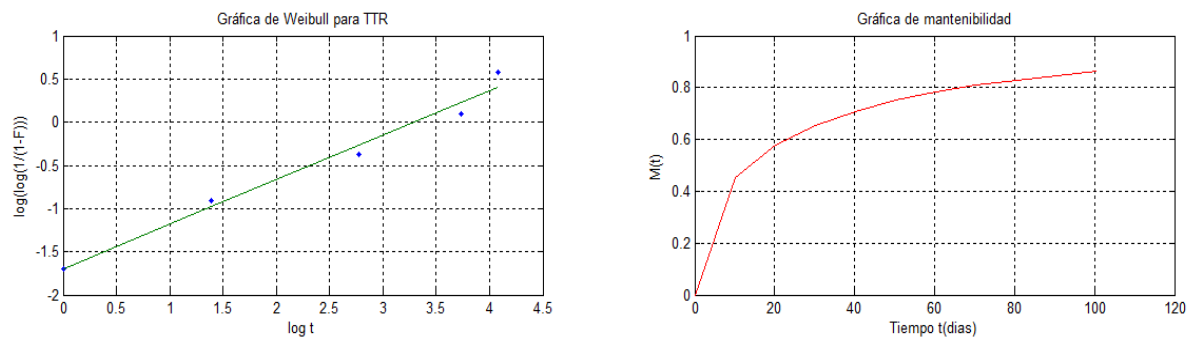 Gráfica de Weibull para TTR
1
0.5
0
-0.5
-1
-1.5
-2
log(log(1/(1-F)))
0 0.5 1 1.5 2 2.5 3 3.5 4 4.5
log t
Gráfica de mantenibilidad
1
0.8
0.6
0.4
0.2
0
M(t)
0 20 40 60 80 100 120
Tiempo t(dias)